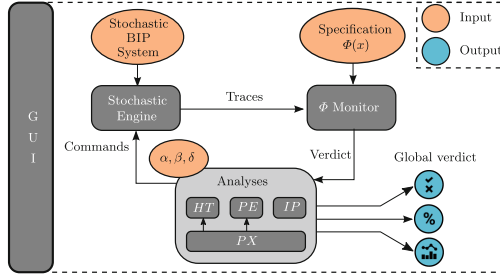 GUI
Stochastic
BIP
System
Specification
Φ(x)
Input
Output
Stochastic
Engine
Traces
Φ Monitor
Commands
α, β, δ
Verdict
Global verdict
Analyses
HT
PE
IP
PX
%